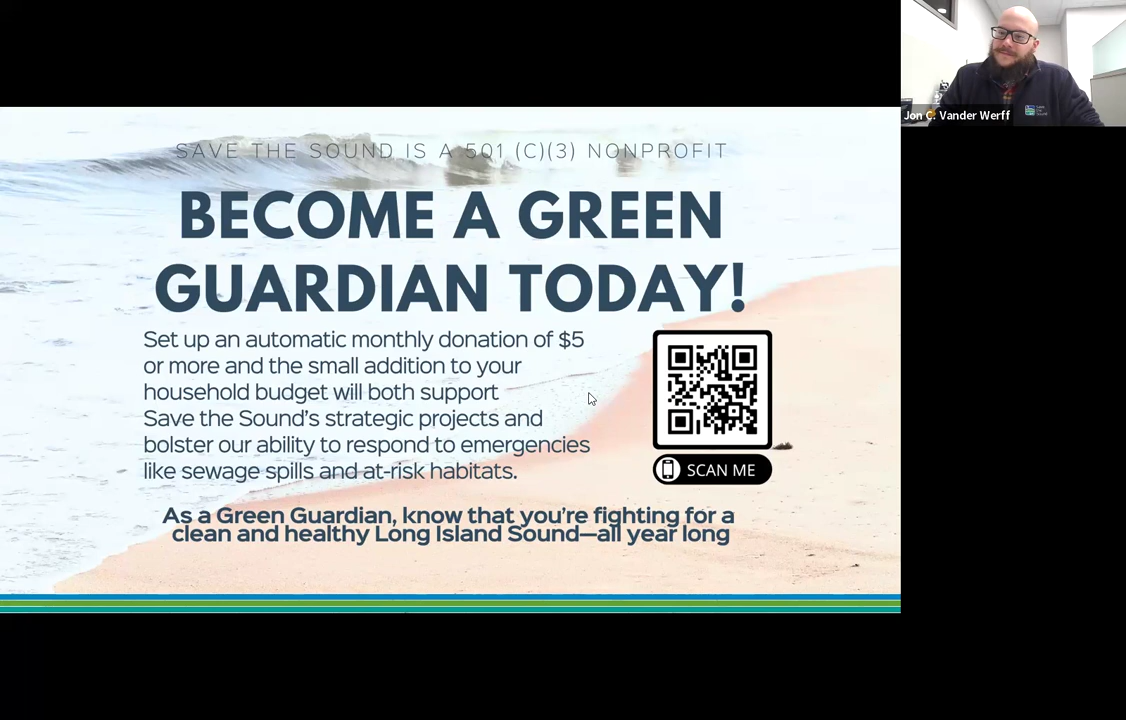 SAVE THE SOUND IS A 501 (C)(3) NONPROFIT
BECOME A GREEN
GUARDIAN TODAY!
Set up an automatic monthly donation of $5
or more and the small addition to your
household budget will both support
Save the Sound's strategic projects and
bolster our ability to respond to emergencies
like sewage spills and at-risk habitats.
SCAN ME
As a Green Guardian, know that you're fighting for a
clean and healthy Long Island Sound—all year long
Jon C. Vander Werff